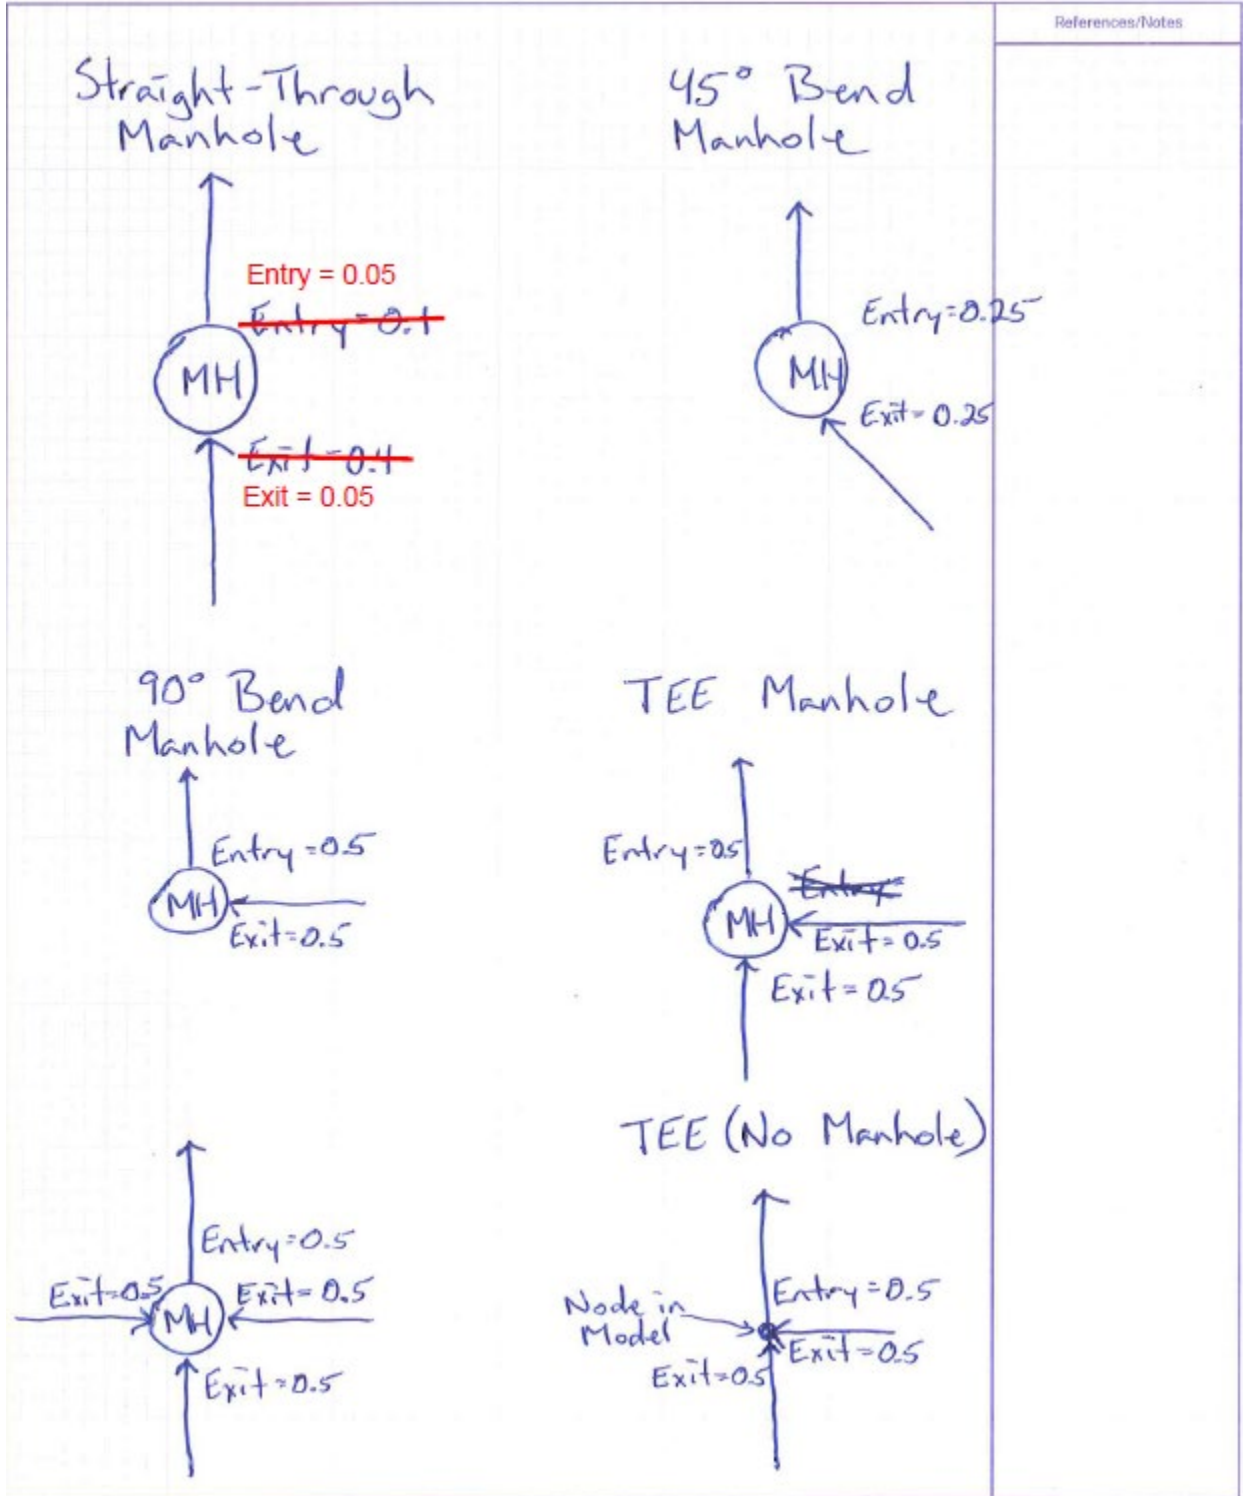 References/Notes
Straight-Through
Manhole
Entry = 0.05
Entry = 0.1
MH
Exit = 0.1
Exit = 0.05
45° Bend
Manhole
Entry=0.25
MH
Exit= 0.25
90° Bend
Manhole
Entry=0.5
MH
Exit=0.5
TEE Manhole
Entry=0.5
Entry=
MH
Exit=0.5
Exit=0.5
Entry=0.5
Exit=0.5
Exit=0.5
MH
Exit=0.5
TEE (No Manhole)
Entry=0.5
Node in
Model
Exit=0.5
Exit=0.5